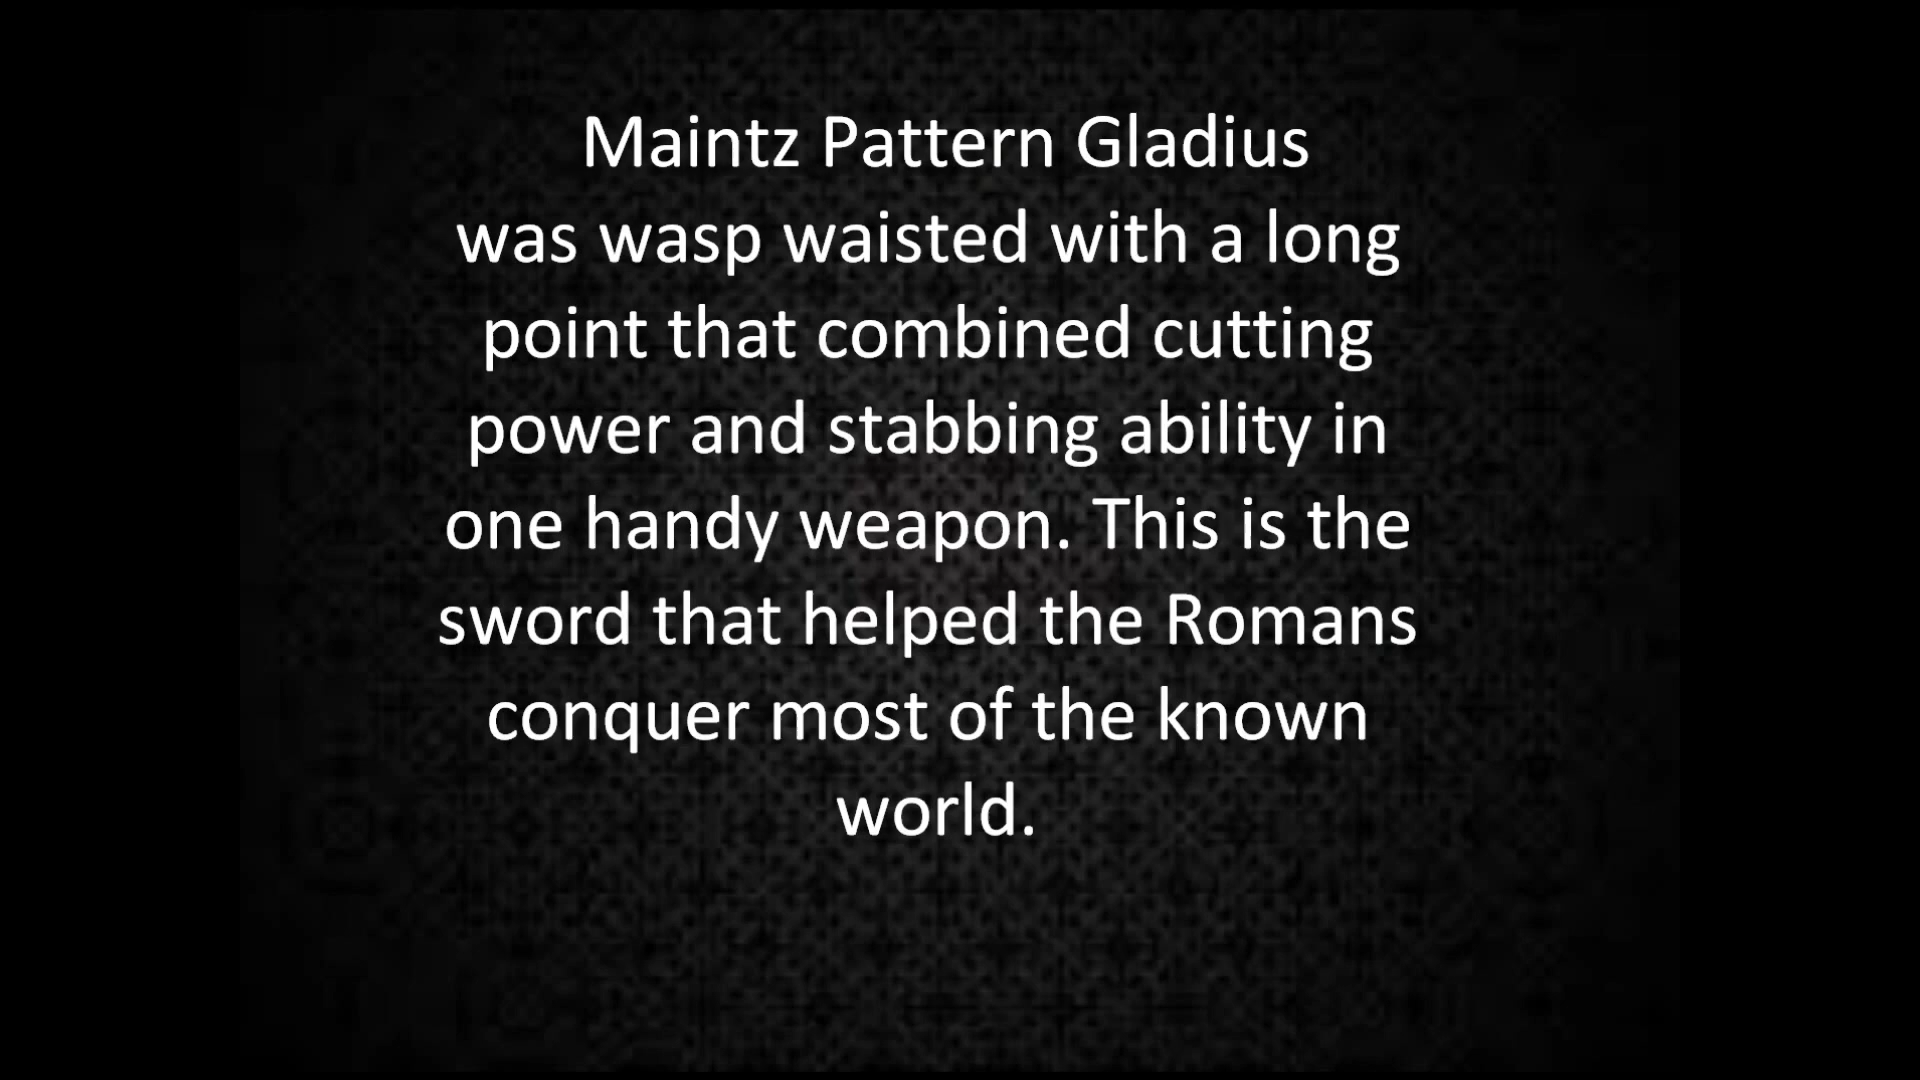 Maintz Pattern Gladius
was wasp waisted with a long
point that combined cutting
power and stabbing ability in
one handy weapon. This is the
sword that helped the Romans
conquer most of the known
world.